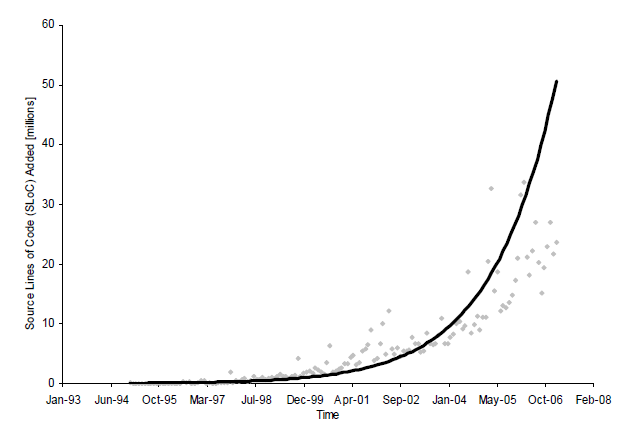 60
50
40
30
20
10
0
Source Lines of Code (SLoC) Added [millions]
Jan-93 Jun-94 Oct-95 Mar-97 Jul-98 Dec-99 Apr-01 Sep-02 Jan-04 May-05 Oct-06 Feb-08
Time